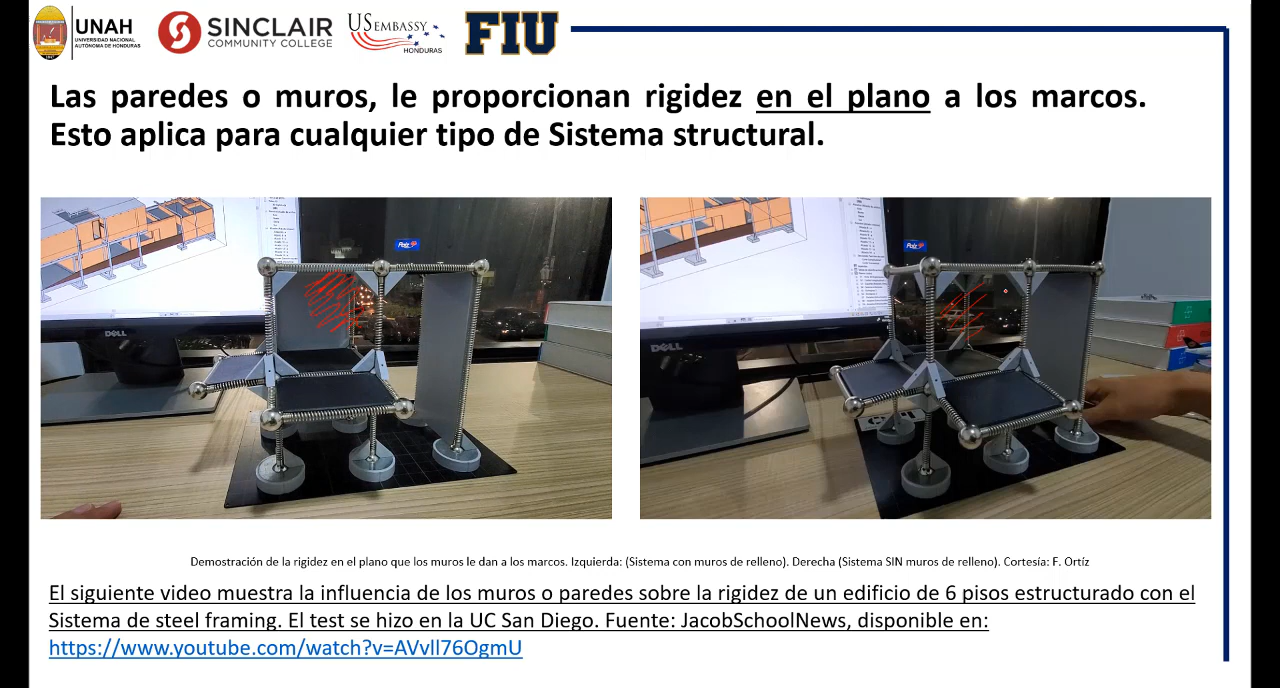 UNAH
UNIVERSIDAD NACIONAL
AUTÓNOMA DE HONDURAS
SINCLAIR
COMMUNITY COLLEGE
US EMBASSY
HONDURAS
FIU
Las paredes o muros, le proporcionan rigidez en el plano a los marcos.
Esto aplica para cualquier tipo de Sistema structural.
DELL
DELL
Demostración de la rigidez en el plano que los muros le dan a los marcos. Izquierda: (Sistema con muros de relleno). Derecha (Sistema SIN muros de relleno). Cortesía: F. Ortíz
El siguiente video muestra la influencia de los muros o paredes sobre la rigidez de un edificio de 6 pisos estructurado con el
Sistema de steel framing. El test se hizo en la UC San Diego. Fuente: JacobSchoolNews, disponible en:
https://www.youtube.com/watch?v=AVvll76OgmU